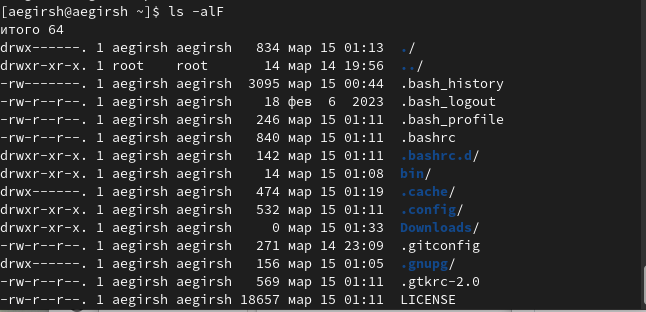 [aegirsh@aegirsh ~]$ ls -alF
итого 64
drwx------. 1 aegirsh aegirsh   834 мар 15 01:13 ./
drwxr-xr-x. 1 root    root       14 мар 14 19:56 ../
-rw-------. 1 aegirsh aegirsh  3095 мар 15 00:44 .bash_history
-rw-r--r--. 1 aegirsh aegirsh    18 фев  6  2023 .bash_logout
-rw-r--r--. 1 aegirsh aegirsh   246 мар 15 01:11 .bash_profile
-rw-r--r--. 1 aegirsh aegirsh   840 мар 15 01:11 .bashrc
drwxr-xr-x. 1 aegirsh aegirsh   142 мар 15 01:11 .bashrc.d/
drwxr-xr-x. 1 aegirsh aegirsh    14 мар 15 01:08 bin/
drwx------. 1 aegirsh aegirsh   474 мар 15 01:19 .cache/
drwxr-xr-x. 1 aegirsh aegirsh   532 мар 15 01:11 .config/
drwxr-xr-x. 1 aegirsh aegirsh     0 мар 15 01:33 Downloads/
-rw-r--r--. 1 aegirsh aegirsh   271 мар 14 23:09 .gitconfig
drwx------. 1 aegirsh aegirsh   156 мар 15 01:05 .gnupg/
-rw-r--r--. 1 aegirsh aegirsh   569 мар 15 01:11 .gtkrc-2.0
-rw-r--r--. 1 aegirsh aegirsh 18657 мар 15 01:11 LICENSE